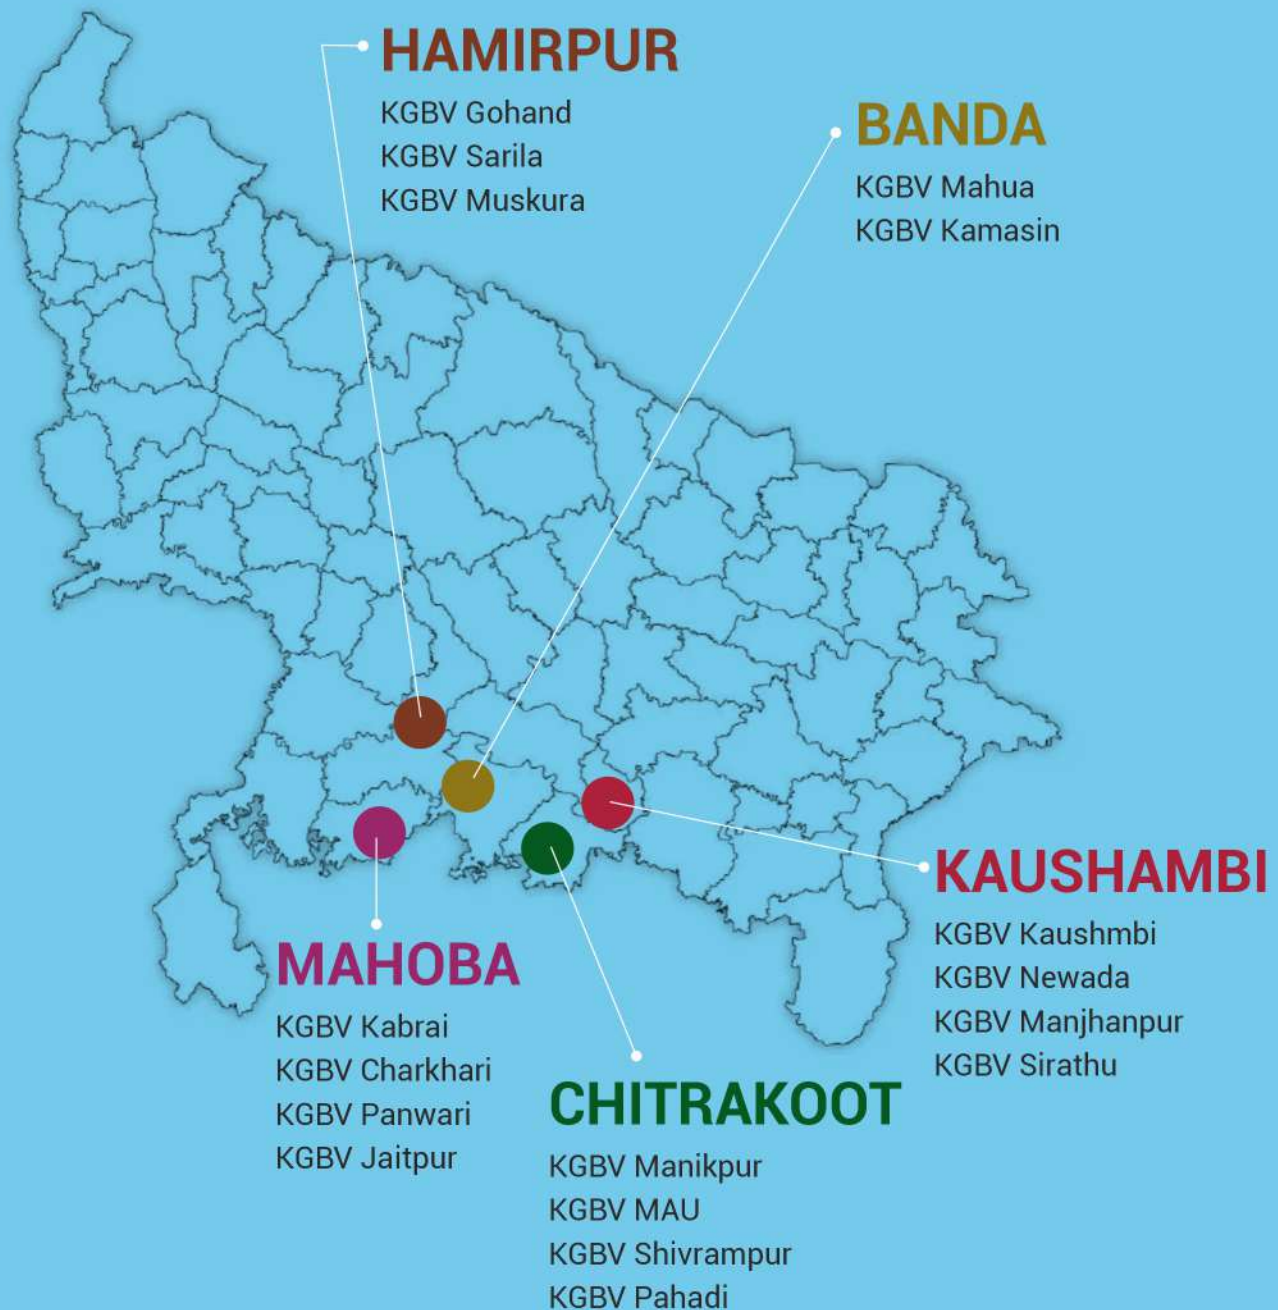 HAMIRPUR
KGBV Gohand
KGBV Sarila
KGBV Muskura
BANDA
KGBV Mahua
KGBV Kamasin
KAUSHAMBI
KGBV Kaushmbi
KGBV Newada
KGBV Manjhanpur
KGBV Sirathu
MAHOBA
KGBV Kabrai
KGBV Charkhari
KGBV Panwari
KGBV Jaitpur
CHITRAKOOT
KGBV Manikpur
KGBV MAU
KGBV Shivrampur
KGBV Pahadi